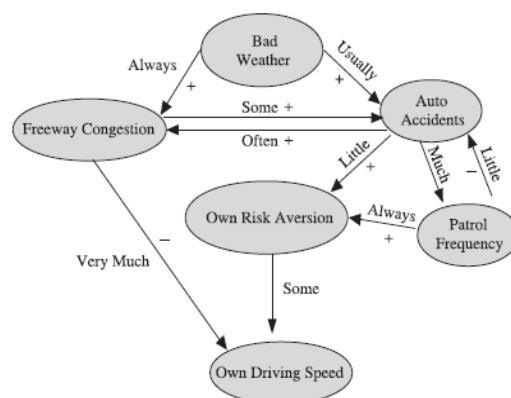 Bad
Weather
Always
+
Usually
+
Auto
Accidents
Some +
Freeway Congestion
Often +
Little
+
Much
−
Little
Own Risk Aversion
Always
+
Patrol
Frequency
−
Very Much
Some
Own Driving Speed